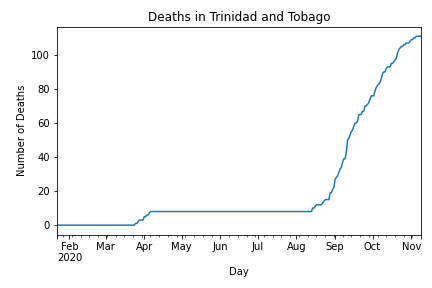 Deaths in Trinidad and Tobago
Number of Deaths
100
80
60
40
20
0
Feb Mar Apr May Jun Jul Aug Sep Oct Nov
2020
Day